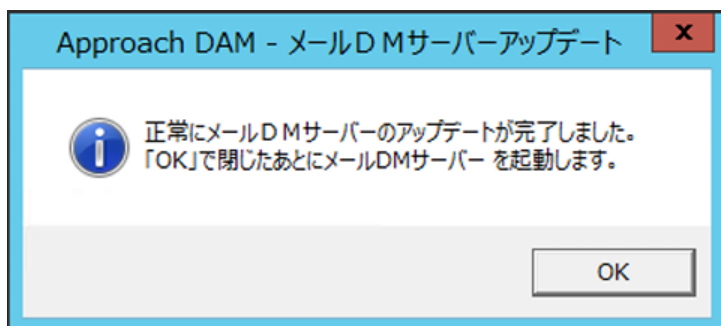 Approach DAM - メールＤＭサーバーアップデート
x
正常にメールＤＭサーバーのアップデートが完了しました。
「OK」で閉じたあとにメールDMサーバー を起動します。
OK